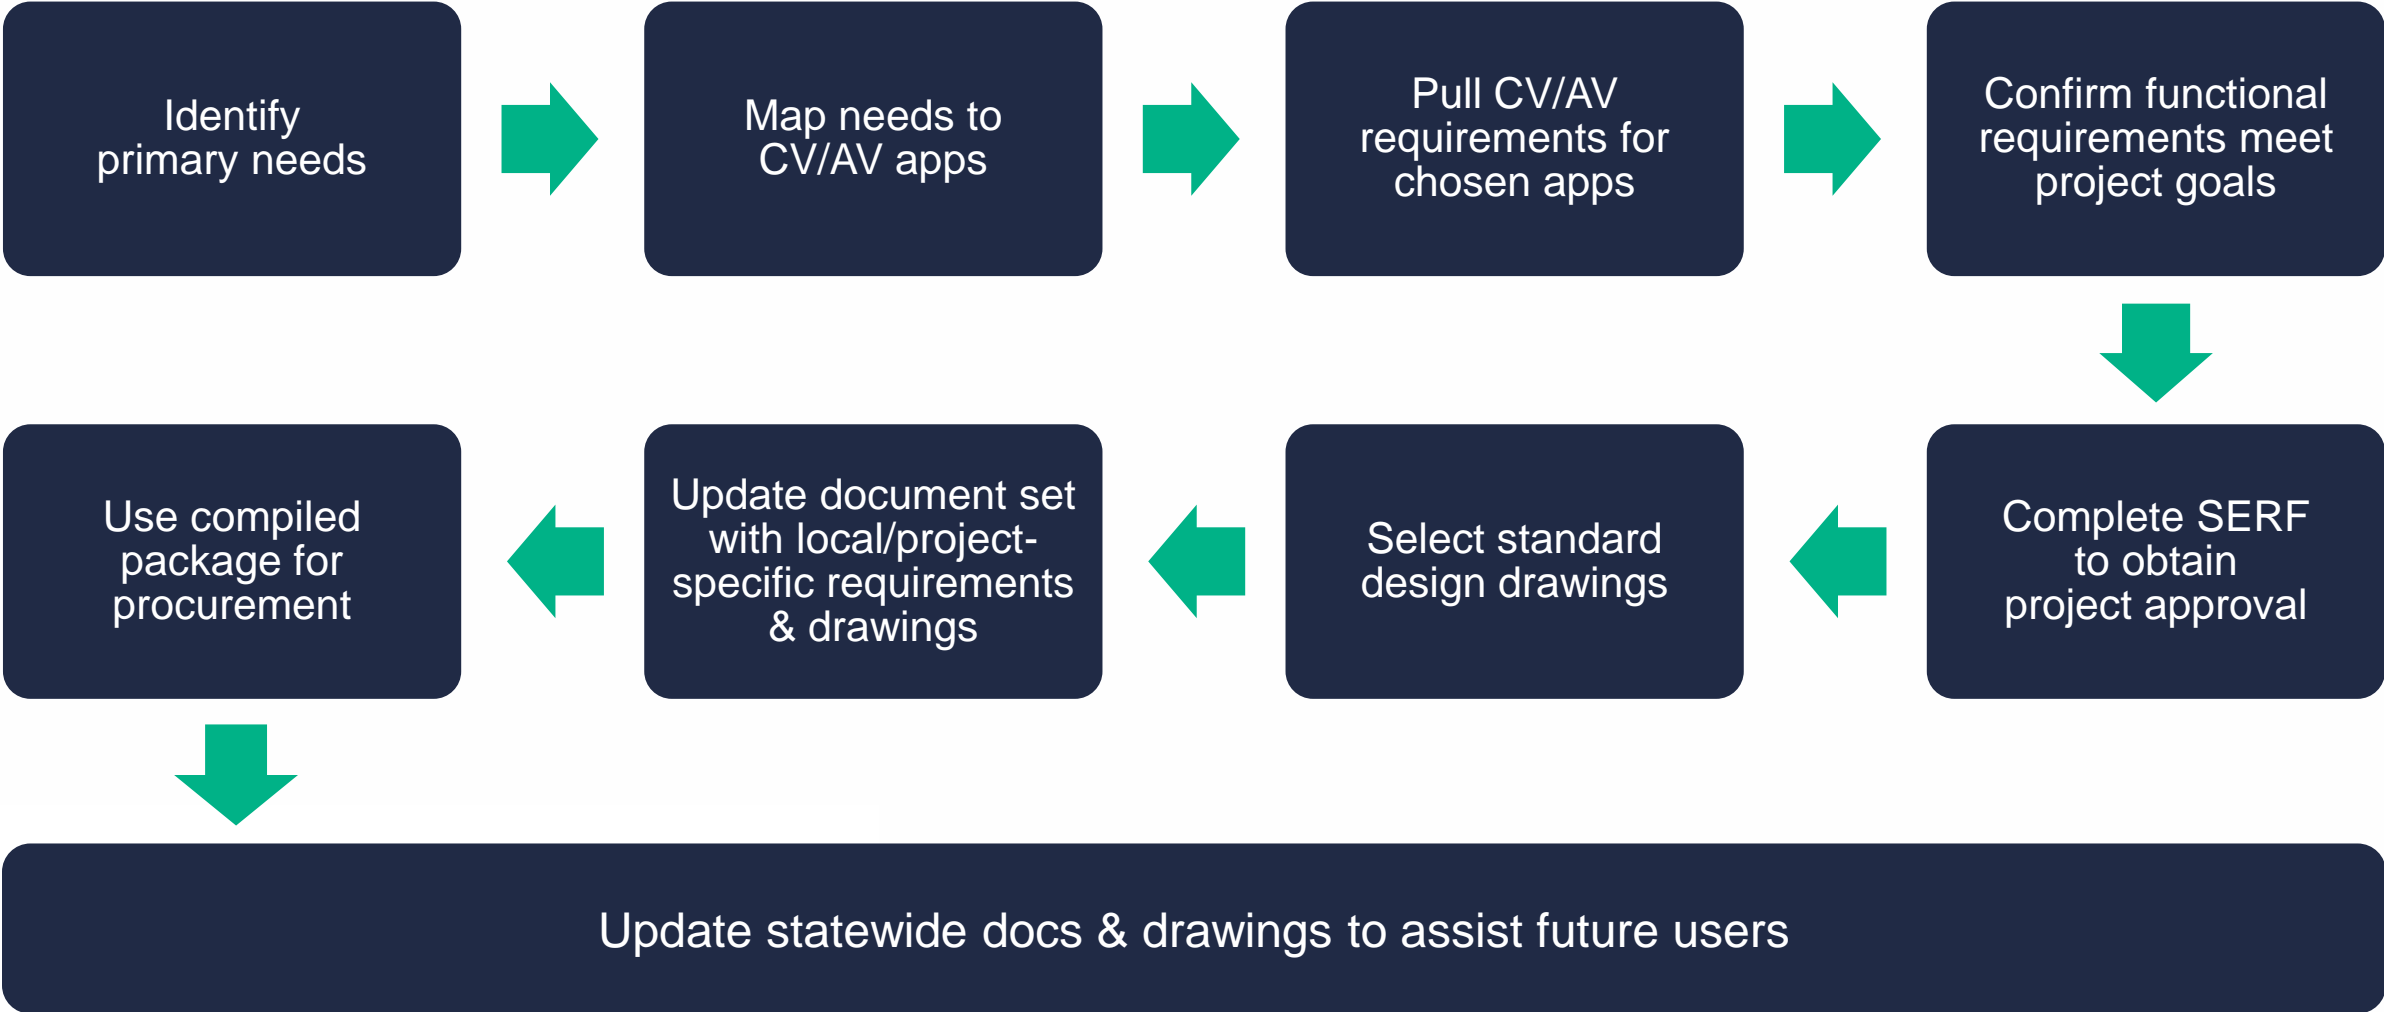 Identify
primary needs
Map needs to
CV/AV apps
Pull CV/AV
requirements for
chosen apps
Confirm functional
requirements meet
project goals
Complete SERF
to obtain
project approval
Select standard
design drawings
Update document set
with local/project-
specific requirements
& drawings
Use compiled
package for
procurement
Update statewide docs & drawings to assist future users